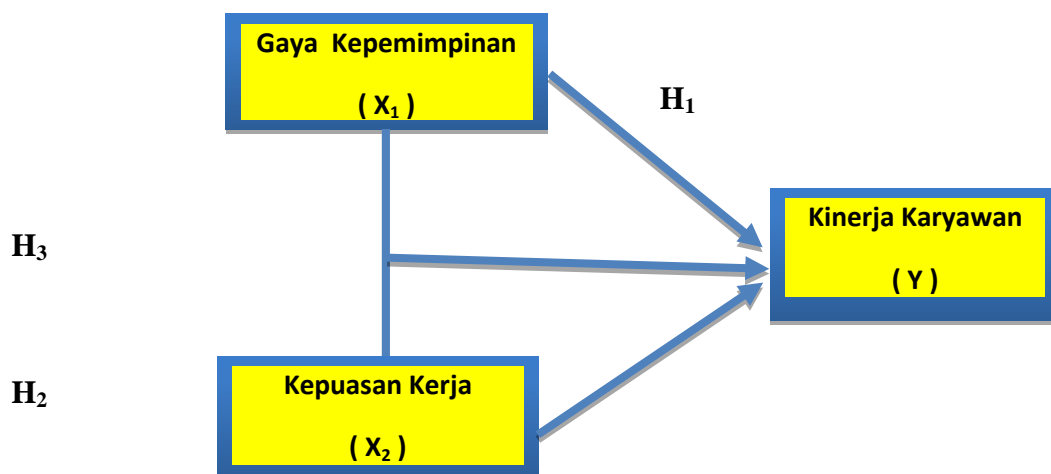 Gaya Kepemimpinan
( X₁ )
H₁
Kinerja Karyawan
( Y )
H₃
Kepuasan Kerja
( X₂ )
H₂